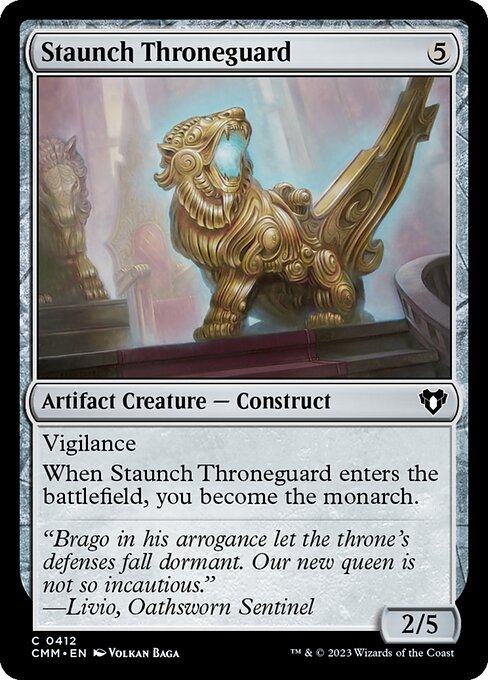 Staunch Throneguard 5
Artifact Creature — Construct
Vigilance
When Staunch Throneguard enters the
battlefield, you become the monarch.
“Brago in his arrogance let the throne’s
defenses fall dormant. Our new queen is
not so incautious.”
—Livio, Oathsworn Sentinel
2/5
C 0412
CMM • EN VOLKAN BAGA
™ & © 2023 Wizards of the Coast